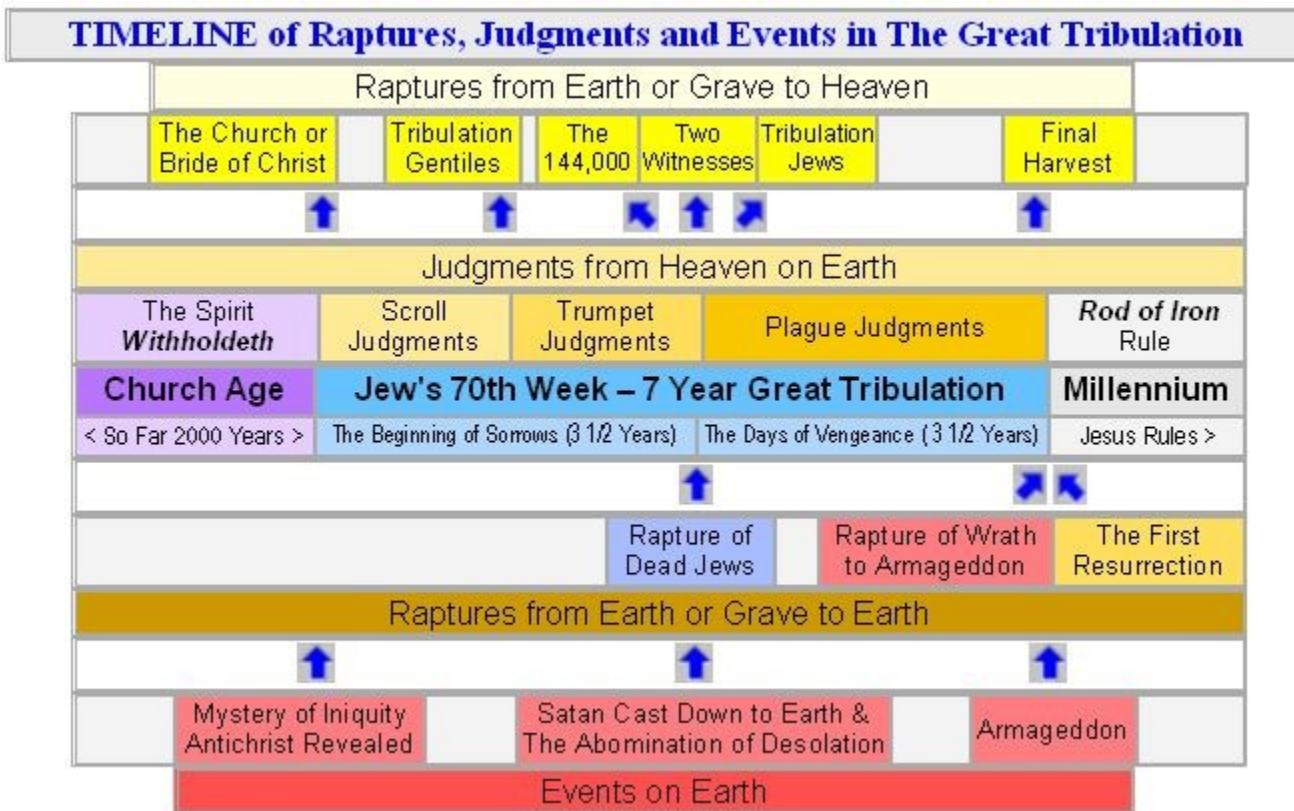 TIMELINE of Raptures, Judgments and Events in The Great Tribulation
Raptures from Earth or Grave to Heaven
The Church or
Bride of Christ
Tribulation
Gentiles
The
144,000
Two
Witnesses
Tribulation
Jews
Final
Harvest
Judgments from Heaven on Earth
The Spirit
Withholdeth
Scroll
Judgments
Trumpet
Judgments
Plague Judgments
Rod of Iron
Rule
Church Age
Jew's 70th Week – 7 Year Great Tribulation
Millennium
< So Far 2000 Years >
The Beginning of Sorrows (3 1/2 Years)
The Days of Vengeance ( 3 1/2 Years)
Jesus Rules >
Rapture of
Dead Jews
Rapture of Wrath
to Armageddon
The First
Resurrection
Raptures from Earth or Grave to Earth
Mystery of Iniquity
Antichrist Revealed
Satan Cast Down to Earth &
The Abomination of Desolation
Armageddon
Events on Earth